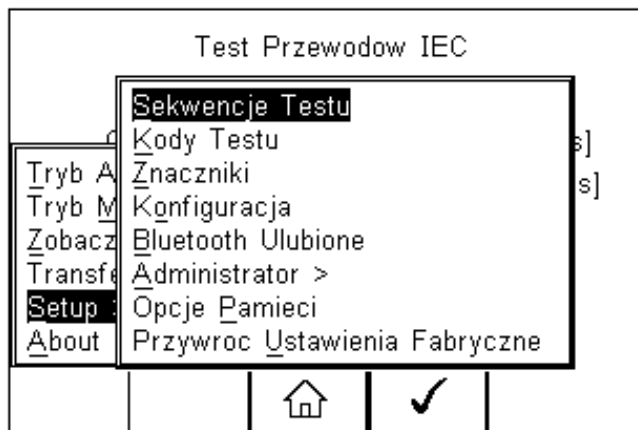 Test Przewodow IEC
s]
s]
Tryb A
Tryb M
Zobacz
Transfe
Setup
About
Sekwencje Testu
Kody Testu
Znaczniki
Konfiguracja
Bluetooth Ulubione
Administrator >
Opcje Pamieci
Przywroc Ustawienia Fabryczne